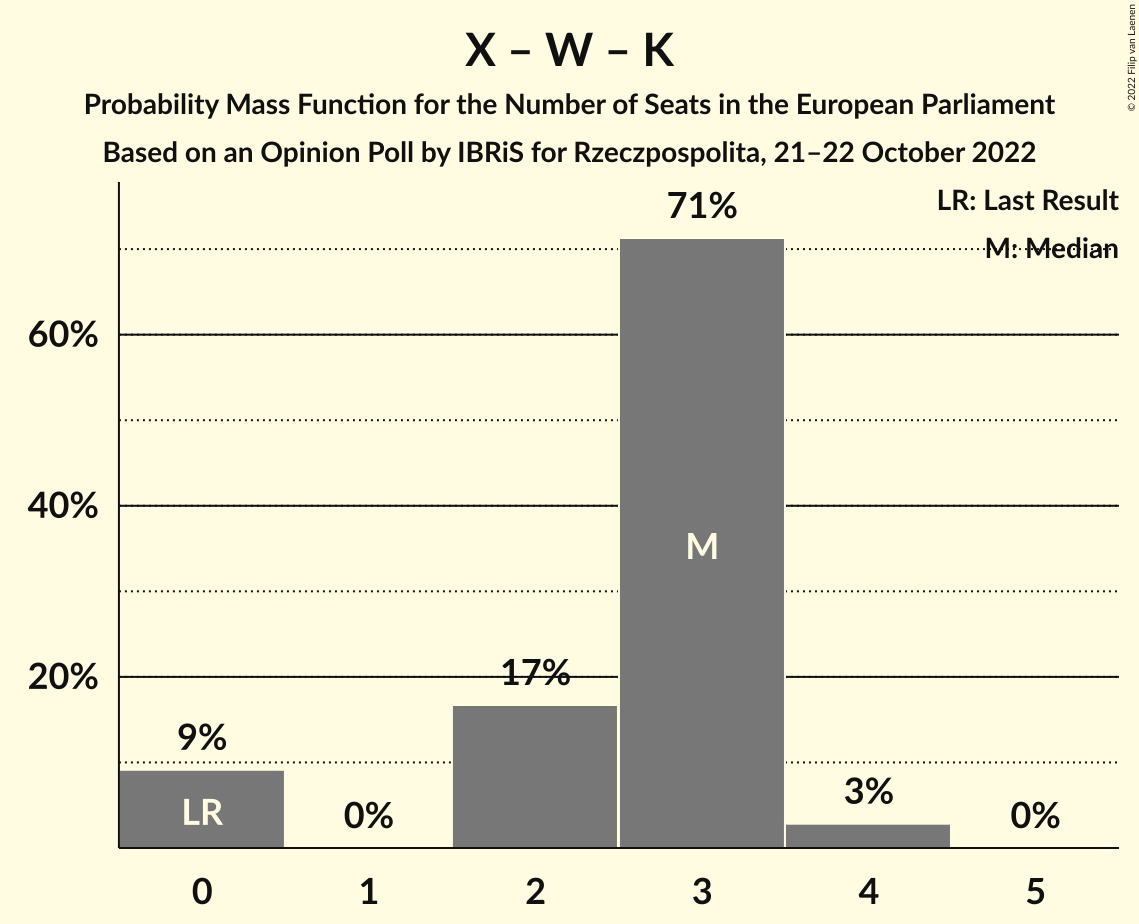 X – W – K
Probability Mass Function for the Number of Seats in the European Parliament
Based on an Opinion Poll by IBRiS for Rzeczpospolita, 21–22 October 2022
© 2022 Filip van Laenen
LR: Last Result
M: Median
71%
60%
40%
M
20%
17%
9%
LR
0%
3%
0%
0 1 2 3 4 5